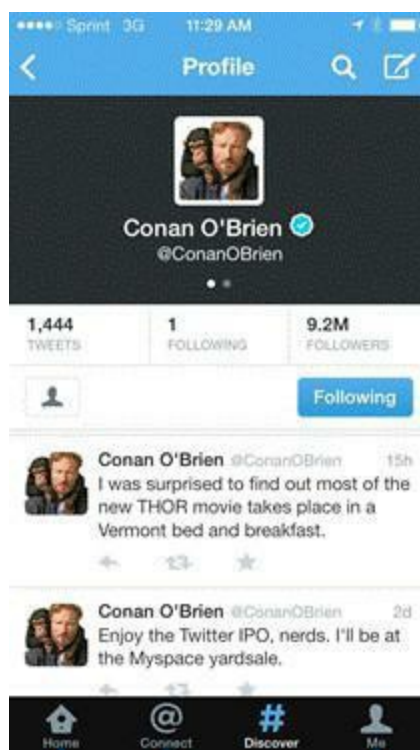 Sprint 3G 11:29 AM
Profile
Conan O'Brien
@ConanOBrien
1,444 1 9.2M
TWEETS FOLLOWING FOLLOWERS
Following
Conan O'Brien @ConanOBrien 15h
I was surprised to find out most of the
new THOR movie takes place in a
Vermont bed and breakfast.
Conan O'Brien @ConanOBrien 2d
Enjoy the Twitter IPO, nerds. I'll be at
the Myspace yardsale.
Home Connect Discover Me